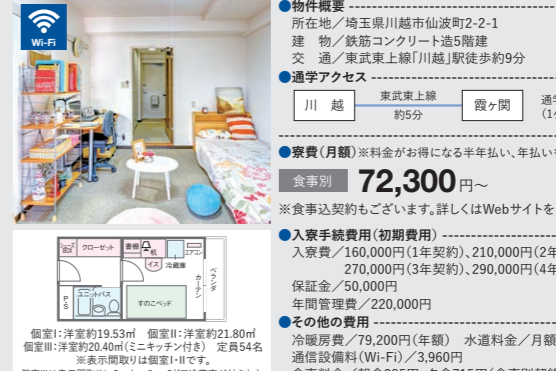 Wi-Fi
●物件概要
所在地／埼玉県川越市仙波町2-2-1
建　物／鉄筋コンクリート造5階建
交　通／東武東上線「川越」駅徒歩約9分
●通学アクセス
川　越
東武東上線
約5分
霞ヶ関
●寮費（月額）※料金がお得になる半年払い、年払い
食事別
72,300円～
※食事込契約もございます。詳しくはWebサイトを
●入寮手続費用（初期費用）
入寮費／160,000円（1年契約）、210,000円（2年
270,000円（3年契約）、290,000円（4年
保証金／50,000円
年間管理費／220,000円
●その他の費用
冷暖房費／79,200円（年額）　水道料金／月額
通信設備料（Wi-Fi）／3,960円
シューズBOX
クローゼット
書棚
机
イス
冷蔵庫
エアコン
ベランダ
カーテン
PS
ユニットバス
すのこベッド
個室Ⅰ：洋室約19.53㎡　個室Ⅱ：洋室約21.80㎡
個室Ⅲ：洋室約20.40㎡（ミニキッチン付き）　定員54名
※表示間取りは個室Ⅰ・Ⅱです。